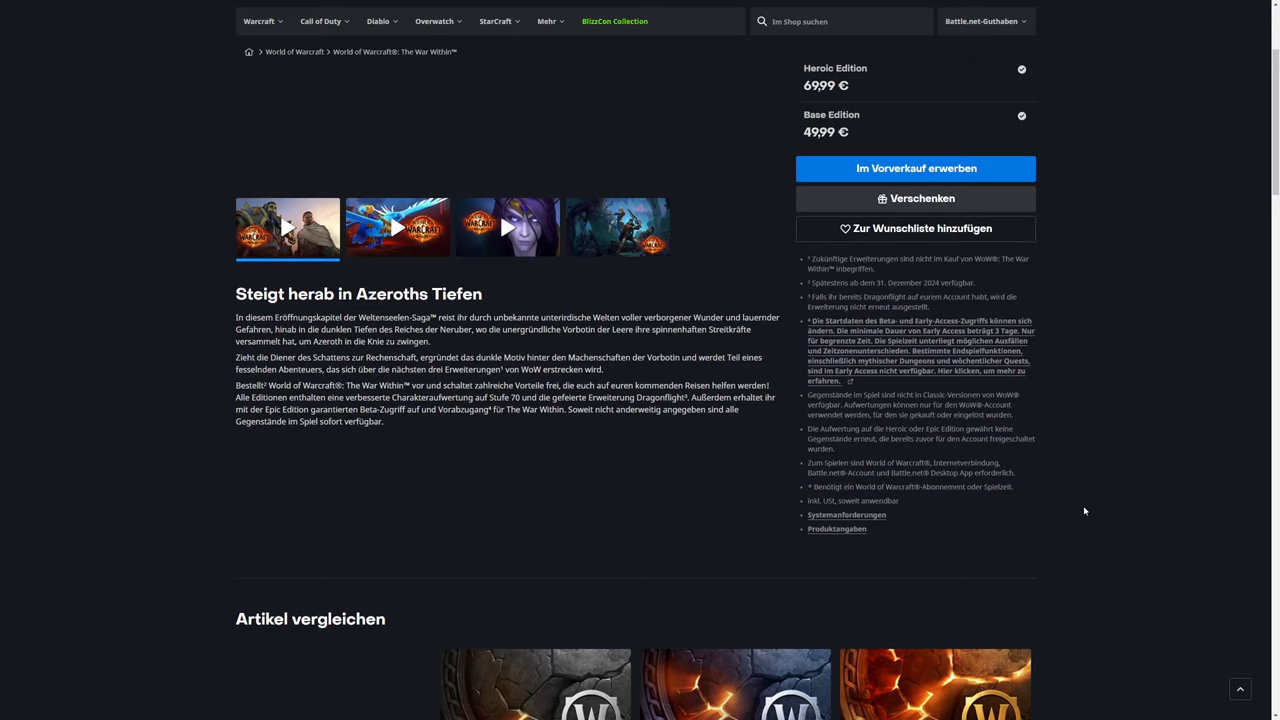 Warcraft
Call of Duty
Diablo
Overwatch
StarCraft
Mehr
BlizzCon Collection
Im Shop suchen
Battle.net-Guthaben
World of Warcraft
World of Warcraft®: The War Within™
Heroic Edition
69,99 €
Base Edition
49,99 €
Im Vorverkauf erwerben
Verschenken
Zur Wunschliste hinzufügen
WARCRAFT
WARCRAFT
WARCRAFT
WARCRAFT
Steigt herab in Azeroths Tiefen
In diesem Eröffnungskapitel der Weltenseelen-Saga™ reist ihr durch unbekannte unterirdische Welten voller verborgener Wunder und lauernder
Gefahren, hinab in die dunklen Tiefen des Reiches der Neruber, wo die unergründliche Vorbotin der Leere ihre spinnenhaften Streitkräfte
versammelt hat, um Azeroth in die Knie zu zwingen.
Zieht die Diener des Schattens zur Rechenschaft, ergründet das dunkle Motiv hinter den Machenschaften der Vorbotin und werdet Teil eines
fesselnden Abenteuers, das sich über die nächsten drei Erweiterungen¹ von WoW erstrecken wird.
Bestellt² World of Warcraft®: The War Within™ vor und schaltet zahlreiche Vorteile frei, die euch auf euren kommenden Reisen helfen werden!
Alle Editionen enthalten eine verbesserte Charakteraufwertung auf Stufe 70 und die gefeierte Erweiterung Dragonflight³. Außerdem erhaltet ihr
mit der Epic Edition garantierten Beta-Zugriff auf und Vorabzugang⁴ für The War Within. Soweit nicht anderweitig angegeben sind alle
Gegenstände im Spiel sofort verfügbar.
¹ Zukünftige Erweiterungen sind nicht im Kauf von WoW®: The War
Within™ inbegriffen.
² Spätestens ab dem 31. Dezember 2024 verfügbar.
³ Falls ihr bereits Dragonflight auf eurem Account habt, wird die
Erweiterung nicht erneut ausgestellt.
⁴ Die Startdaten des Beta- und Early-Access-Zugriffs können sich
ändern. Die minimale Dauer von Early Access beträgt 3 Tage. Nur
für begrenzte Zeit. Die Spielzeit unterliegt möglichen Ausfällen
und Zeitzonenunterschieden. Bestimmte Endspielfunktionen,
einschließlich mythischer Dungeons und wöchentlicher Quests,
sind im Early Access nicht verfügbar. Hier klicken, um mehr zu
erfahren.
Gegenstände im Spiel sind nicht in Classic-Versionen von WoW®
verfügbar. Aufwertungen können nur für den WoW®-Account
verwendet werden, für den sie gekauft oder eingelöst wurden.
Die Aufwertung auf die Heroic oder Epic Edition gewährt keine
Gegenstände erneut, die bereits zuvor für den Account freigeschaltet
wurden.
Zum Spielen sind World of Warcraft®, Internetverbindung,
Battle.net®-Account und Battle.net® Desktop App erforderlich.
* Benötigt ein World of Warcraft®-Abonnement oder Spielzeit.
inkl. USt, soweit anwendbar
Systemanforderungen
Produktangaben
Artikel vergleichen
W
W
W